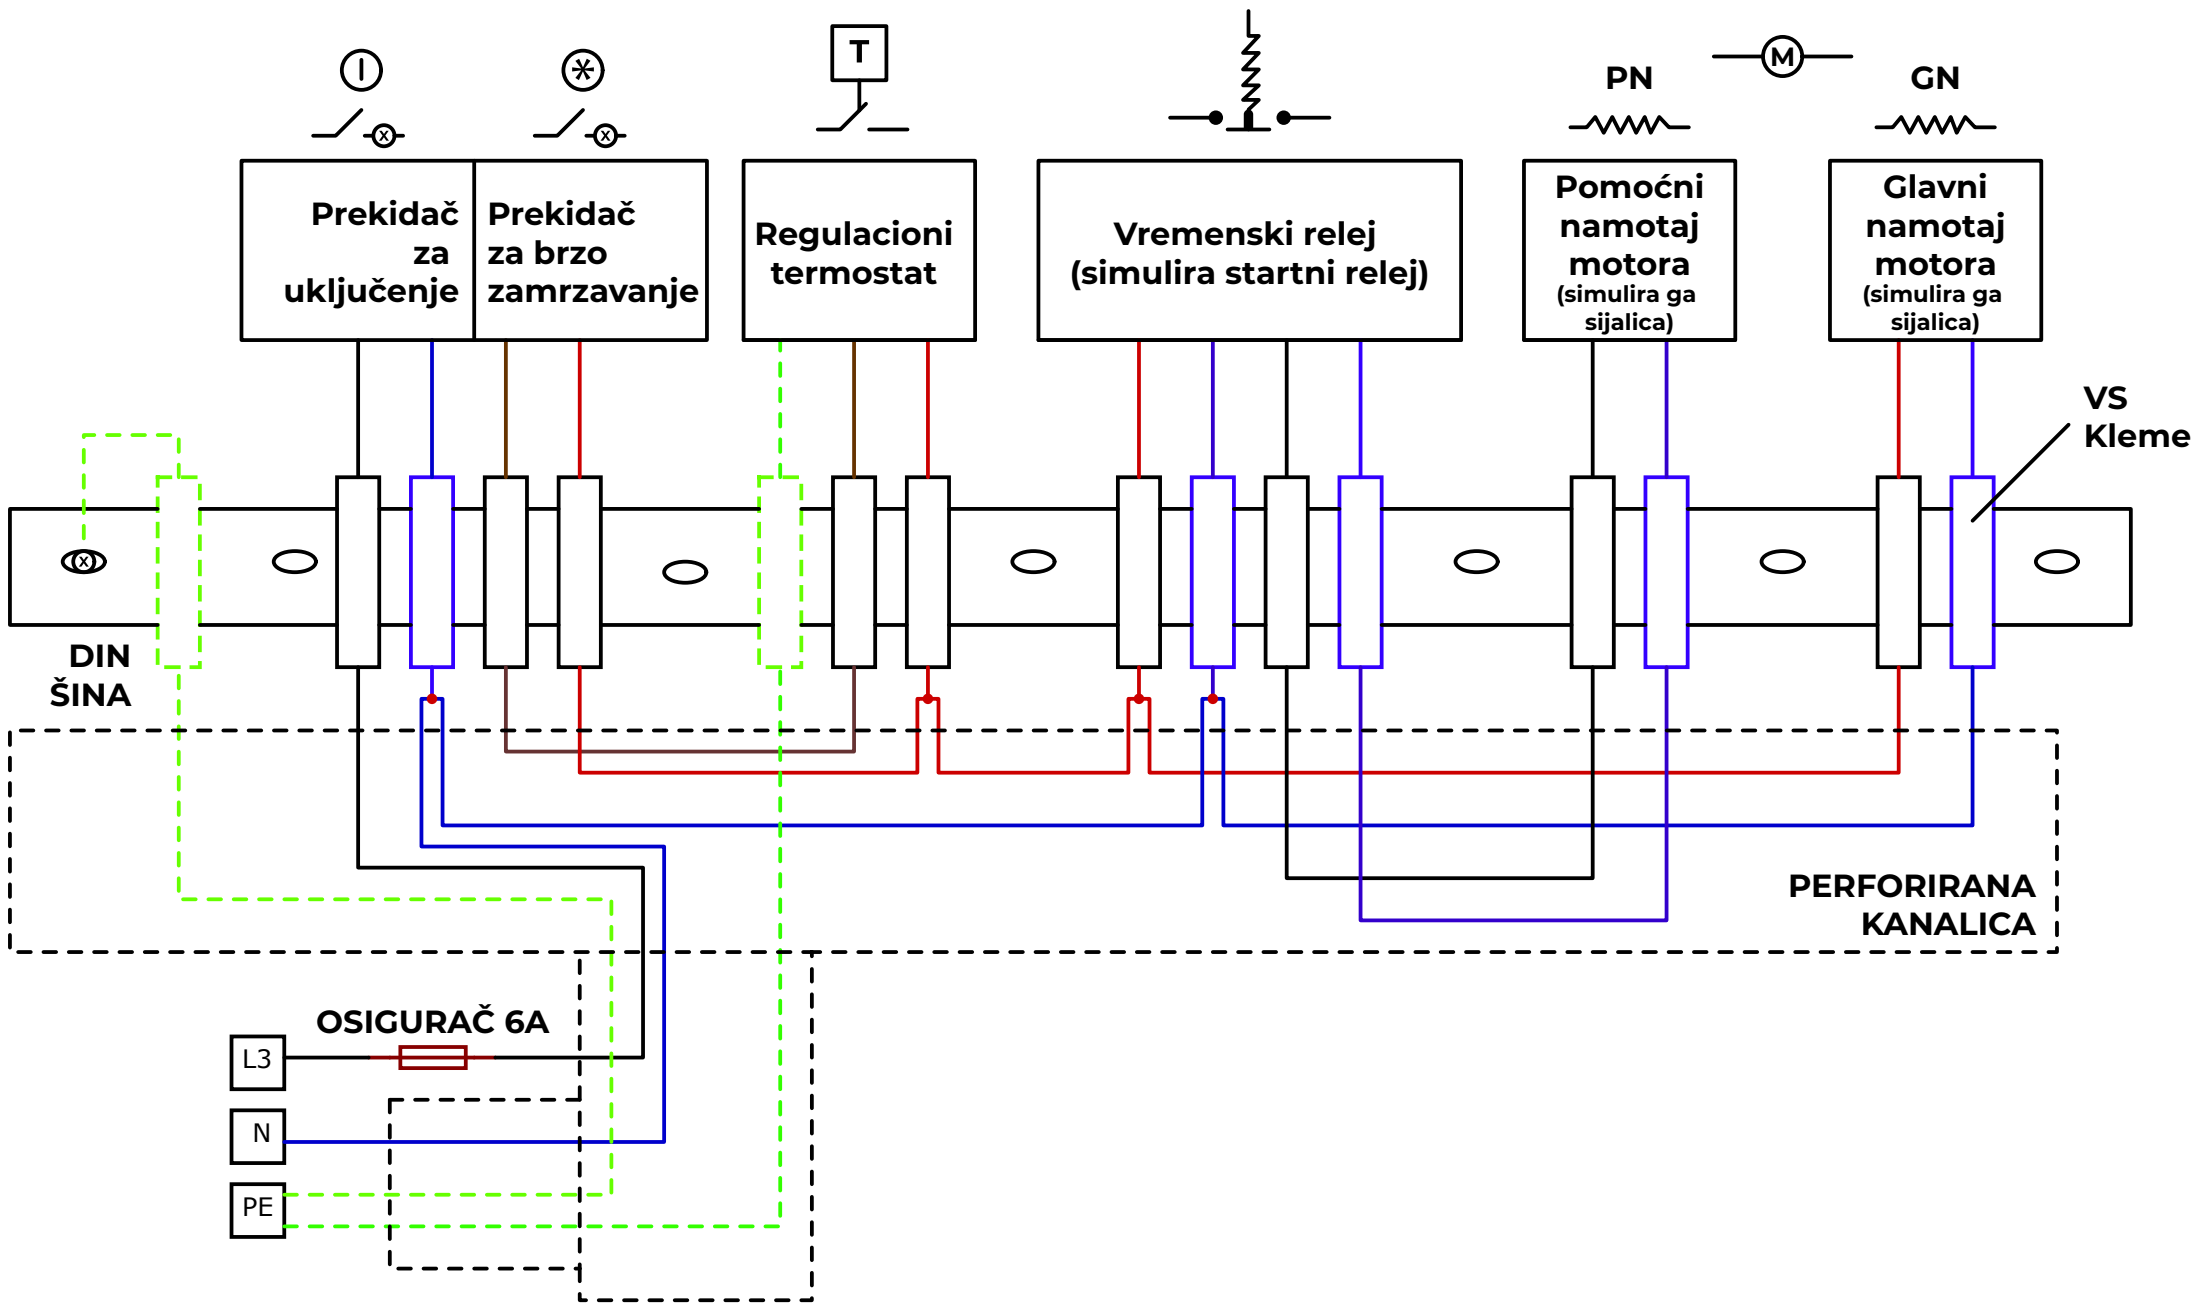 T
M
PN
GN
x
x
Prekidač
za
uključenje
Prekidač
za brzo
zamrzavanje
Regulacioni
termostat
Vremenski relej
(simulira startni relej)
Pomoćni
namotaj
motora
(simulira ga
sijalica)
Glavni
namotaj
motora
(simulira ga
sijalica)
VS
Kleme
x
DIN
ŠINA
PERFORIRANA
KANALICA
OSIGURAČ 6A
L3
N
PE